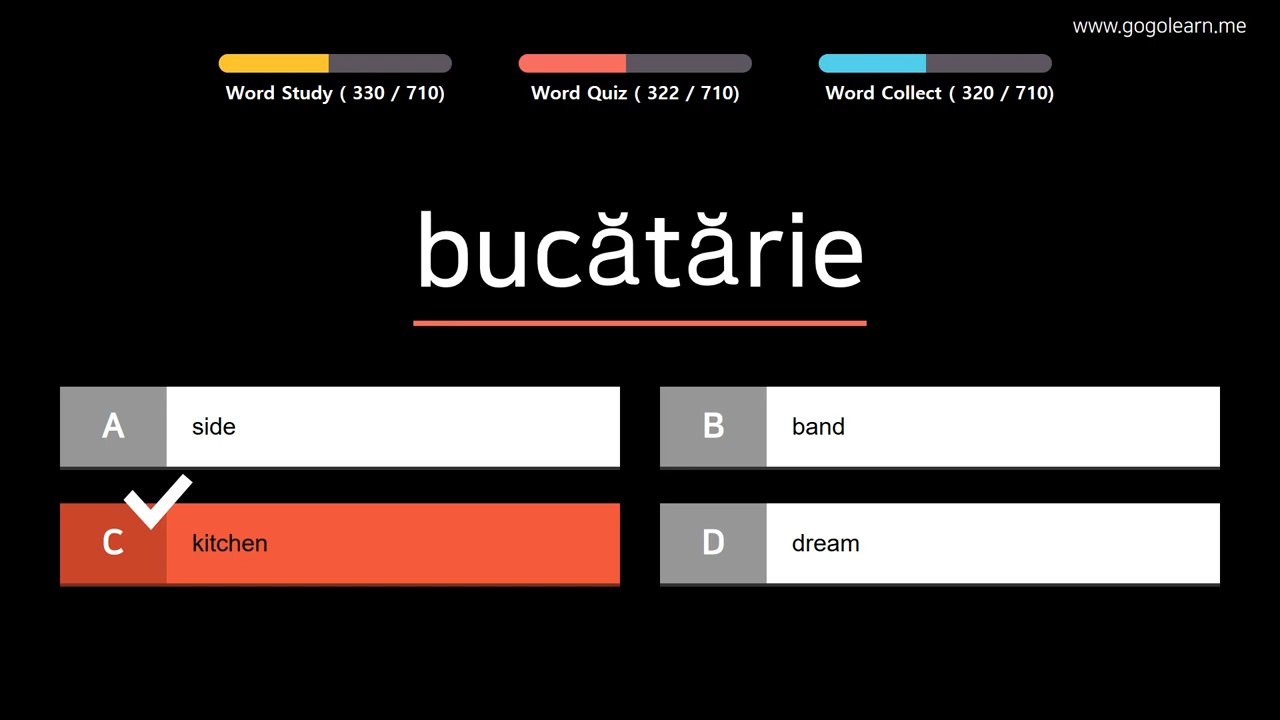 www.gogolearn.me
Word Study ( 330 / 710)
Word Quiz ( 322 / 710)
Word Collect ( 320 / 710)
bucătărie
A side
B band
C kitchen
D dream